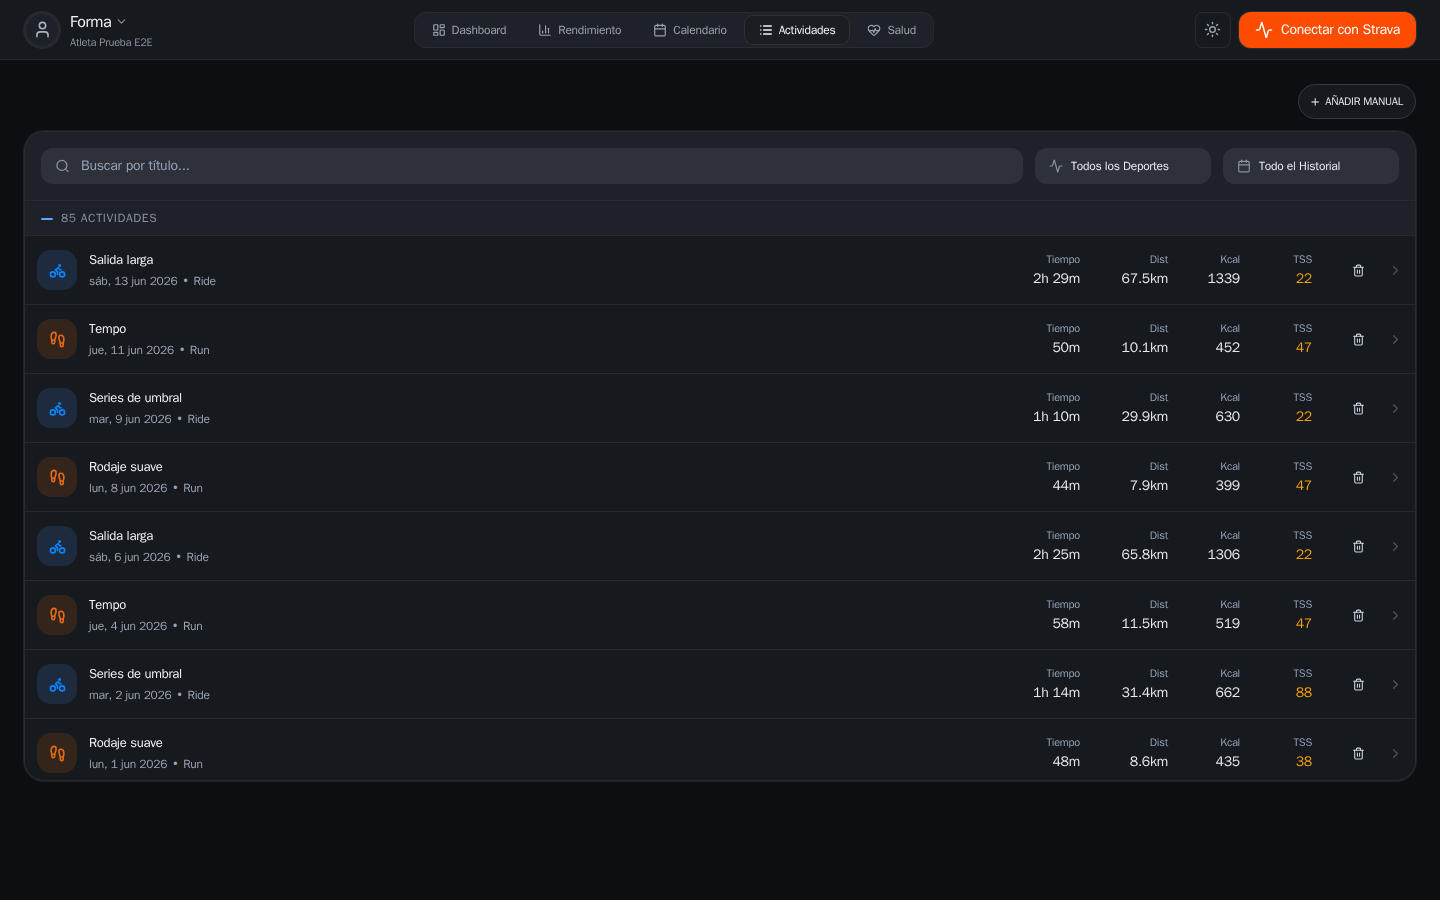 Forma
Atleta Prueba E2E
Dashboard
Rendimiento
Calendario
Actividades
Salud
Conectar con Strava
+ AÑADIR MANUAL
Buscar por título...
Todos los Deportes
Todo el Historial
85 ACTIVIDADES
Salida larga
sáb, 13 jun 2026 • Ride
Tiempo Dist Kcal TSS
2h 29m 67.5km 1339 22
Tempo
jue, 11 jun 2026 • Run
Tiempo Dist Kcal TSS
50m 10.1km 452 47
Series de umbral
mar, 9 jun 2026 • Ride
Tiempo Dist Kcal TSS
1h 10m 29.9km 630 22
Rodaje suave
lun, 8 jun 2026 • Run
Tiempo Dist Kcal TSS
44m 7.9km 399 47
Salida larga
sáb, 6 jun 2026 • Ride
Tiempo Dist Kcal TSS
2h 25m 65.8km 1306 22
Tempo
jue, 4 jun 2026 • Run
Tiempo Dist Kcal TSS
58m 11.5km 519 47
Series de umbral
mar, 2 jun 2026 • Ride
Tiempo Dist Kcal TSS
1h 14m 31.4km 662 88
Rodaje suave
lun, 1 jun 2026 • Run
Tiempo Dist Kcal TSS
48m 8.6km 435 38